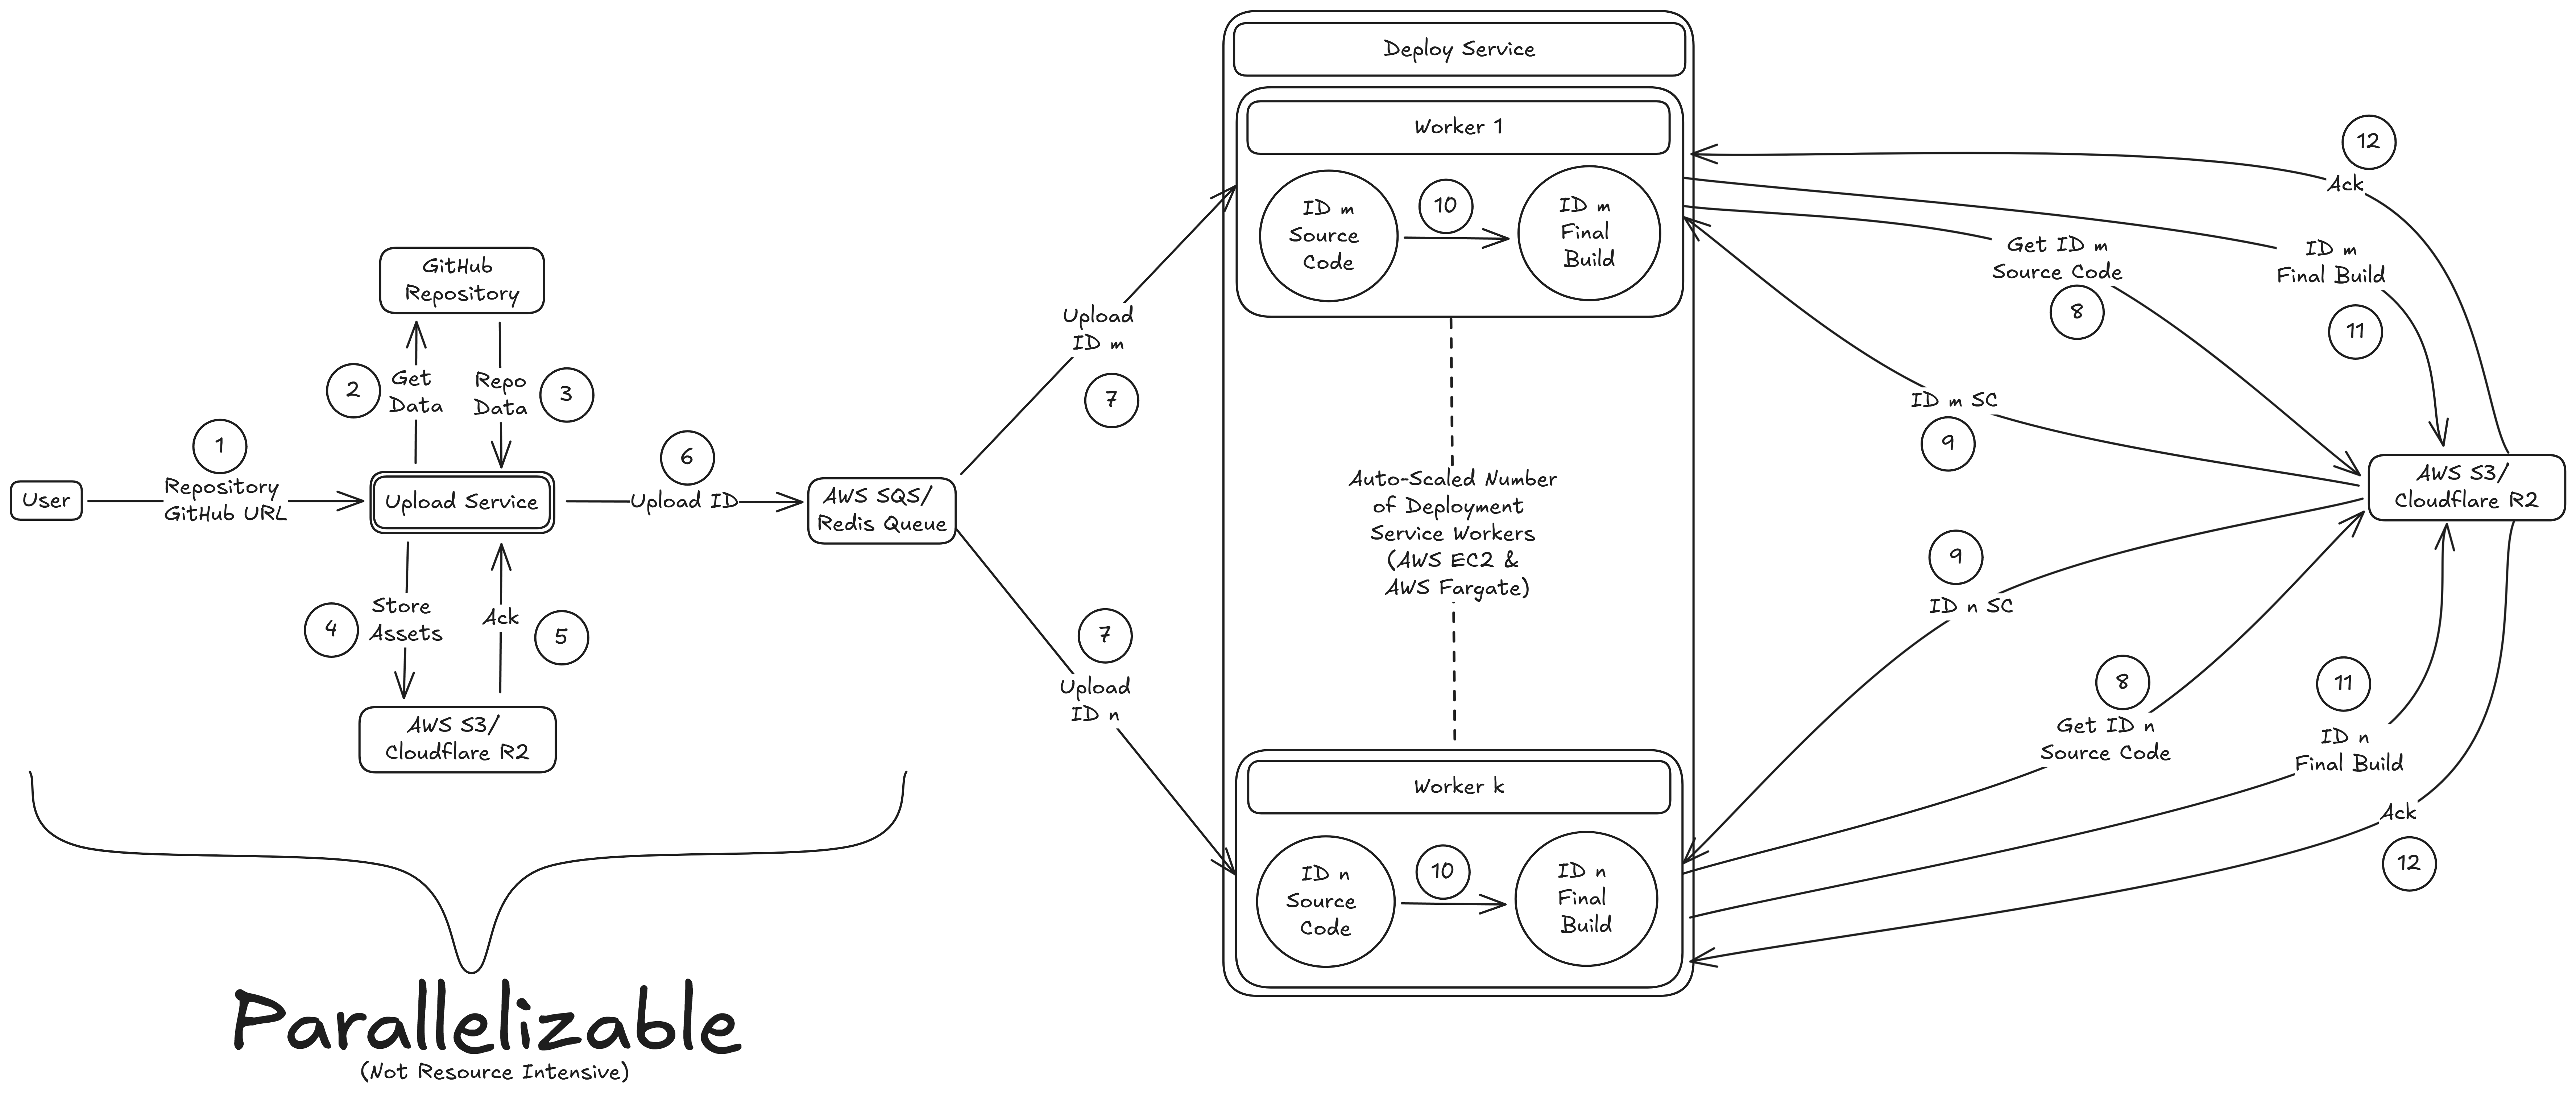 User
1
Repository
GitHub URL
GitHub
Repository
2
Get
Data
Repo
Data
3
Upload Service
4
Store
Assets
Ack
5
AWS S3/
Cloudflare R2
6
Upload ID
AWS SQS/
Redis Queue
Parallelizable
(Not Resource Intensive)
Upload
ID m
7
7
Upload
ID n
Deploy Service
Worker 1
ID m
Source
Code
10
ID m
Final
Build
Auto-Scaled Number
of Deployment
Service Workers
(AWS EC2 &
AWS Fargate)
Worker k
ID n
Source
Code
10
ID n
Final
Build
12
Ack
Get ID m
Source Code
8
ID m
Final Build
11
ID m SC
9
AWS S3/
Cloudflare R2
9
ID n SC
8
Get ID n
Source Code
11
ID n
Final Build
Ack
12